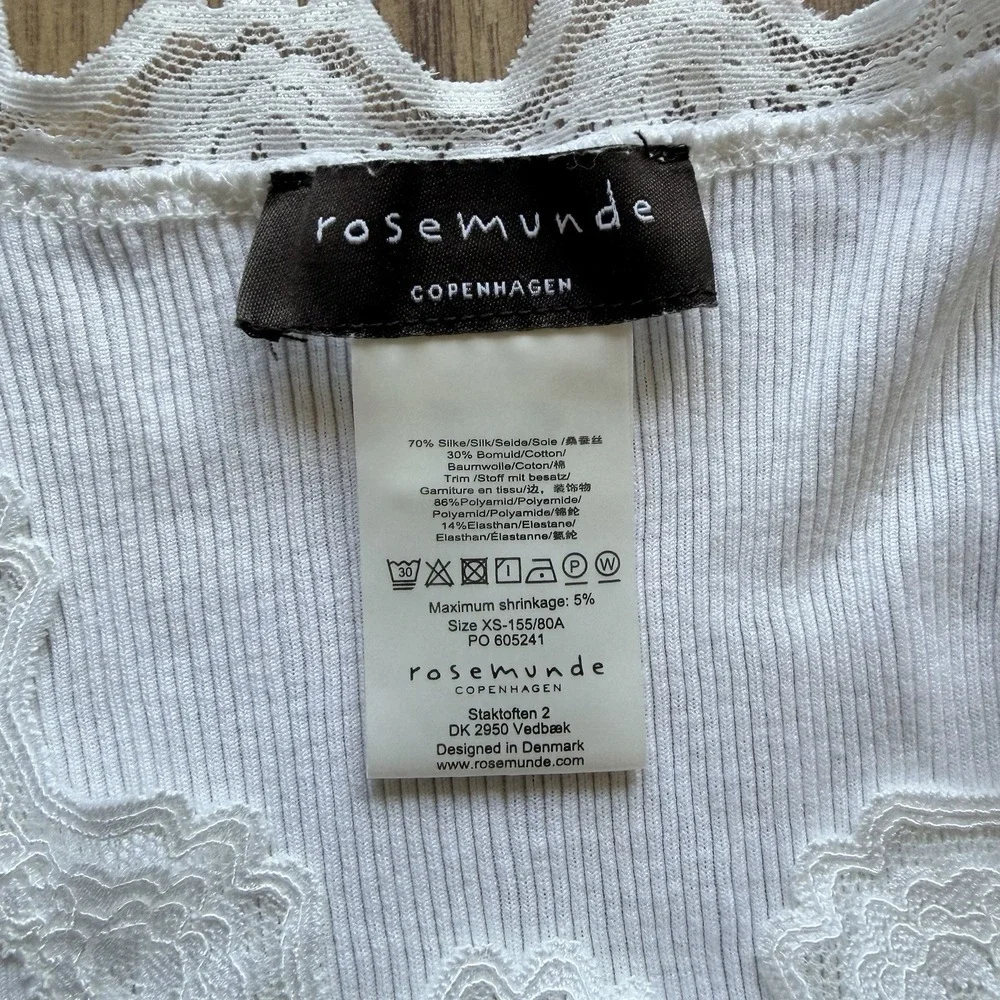 rosemunde
COPENHAGEN
70% Silke/Silk/Seide/Soie /桑蚕丝
30% Bomuld/Cotton/
Baumwolle/Coton/棉
Trim /Stoff mit besatz/
Garniture en tissu/边，装饰物
86%Polyamid/Polyamide/
Polyamid/Polyamide/锦纶
14%Elasthan/Elastane/
Elasthan/Élastanne/氨纶
30 P W
Maximum shrinkage: 5%
Size XS-155/80A
PO 605241
rosemunde
COPENHAGEN
Staktoften 2
DK 2950 Vedbæk
Designed in Denmark
www.rosemunde.com